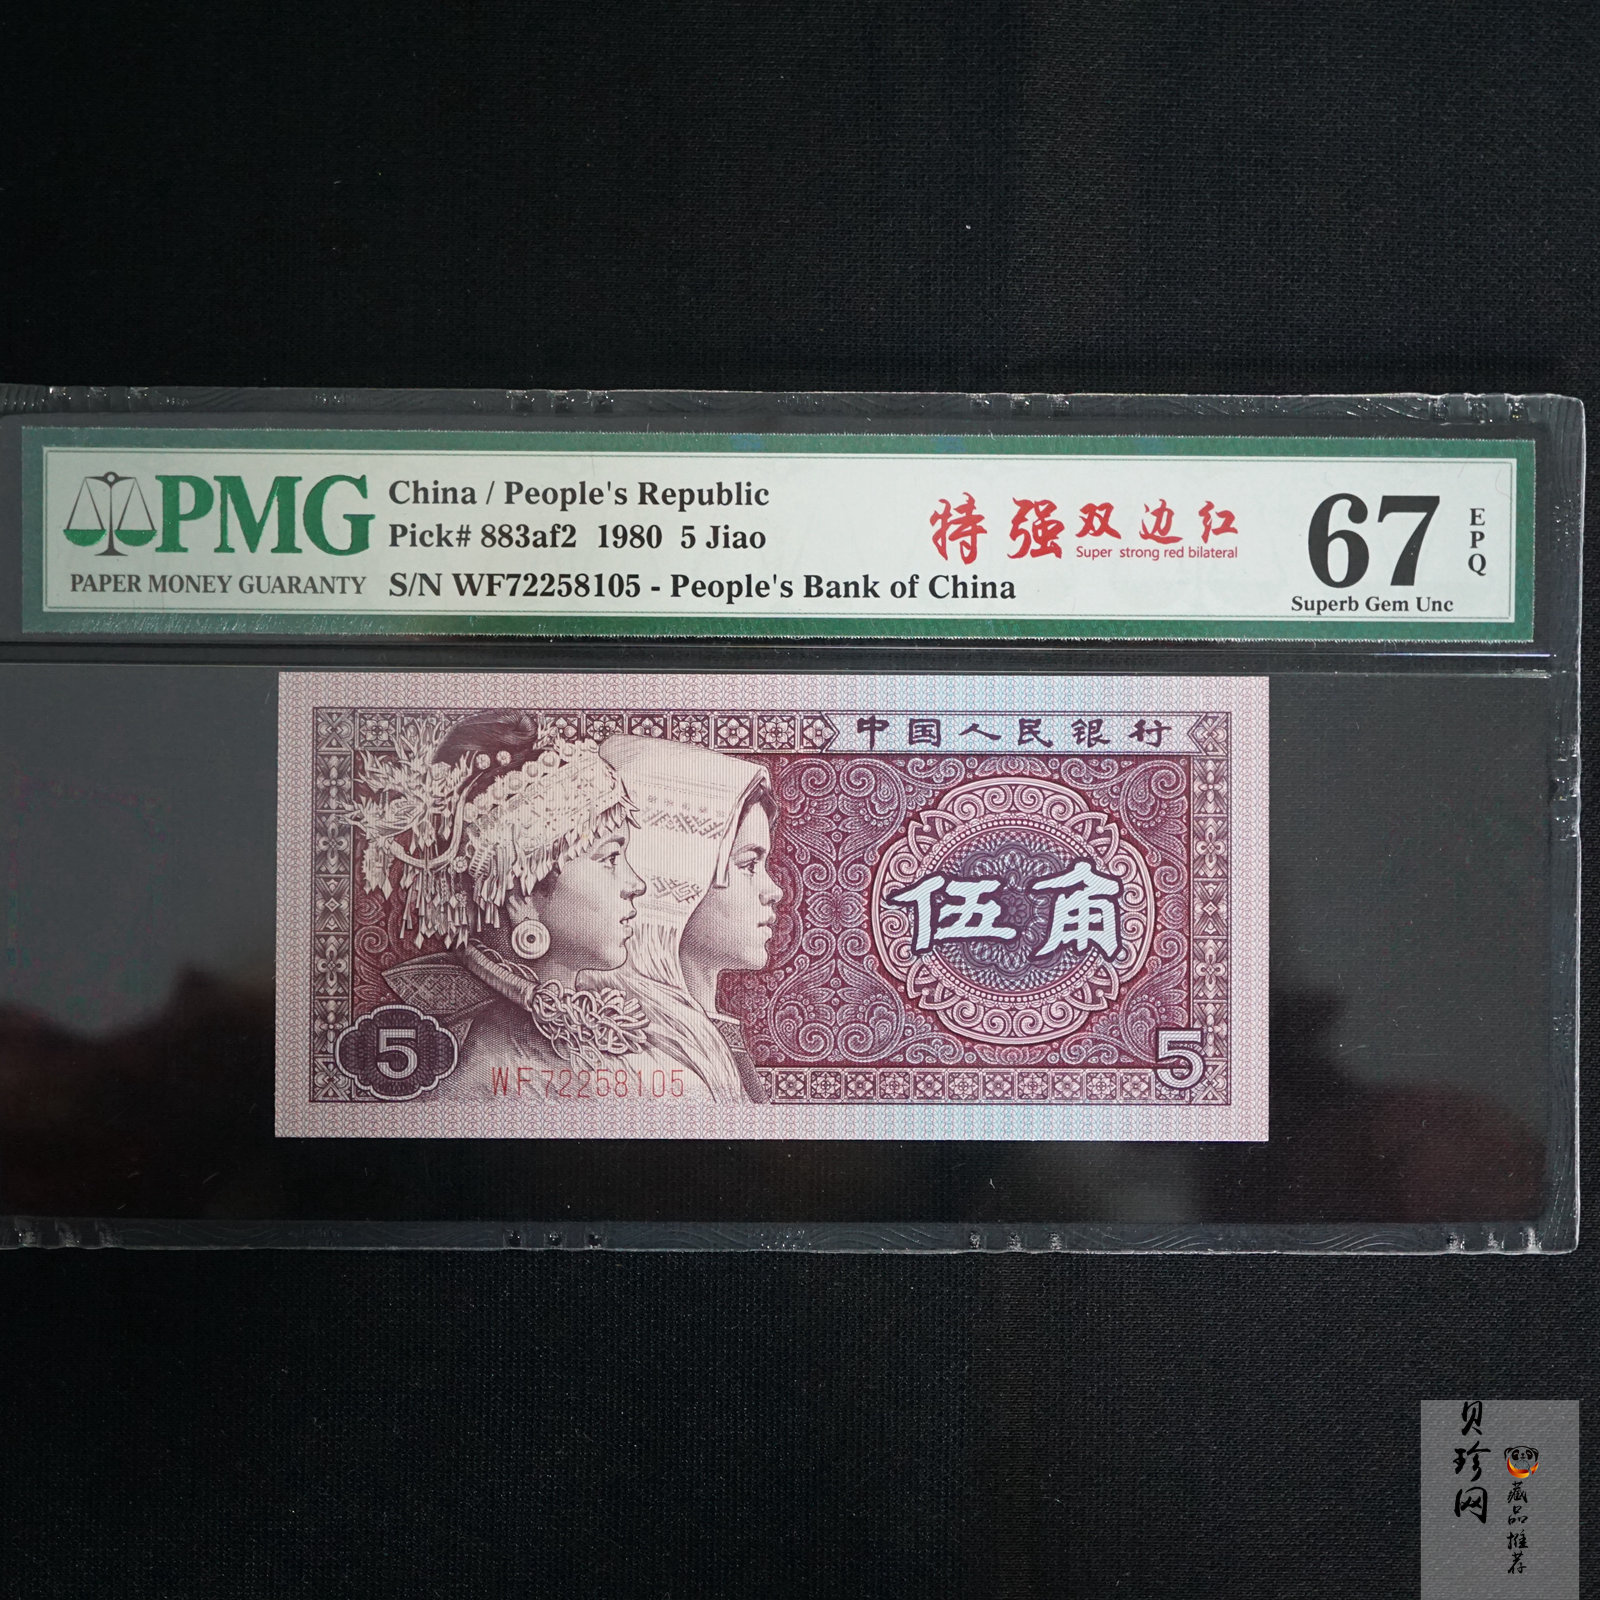 PMG
PAPER MONEY GUARANTY
China / People's Republic
Pick# 883af2 1980 5 Jiao
S/N WF72258105 - People's Bank of China
特强双边红
Super strong red bilateral
67
EPQ
Superb Gem Unc
中国人民银行
伍角
5
5
WF72258105
贝珍网
藏品推荐